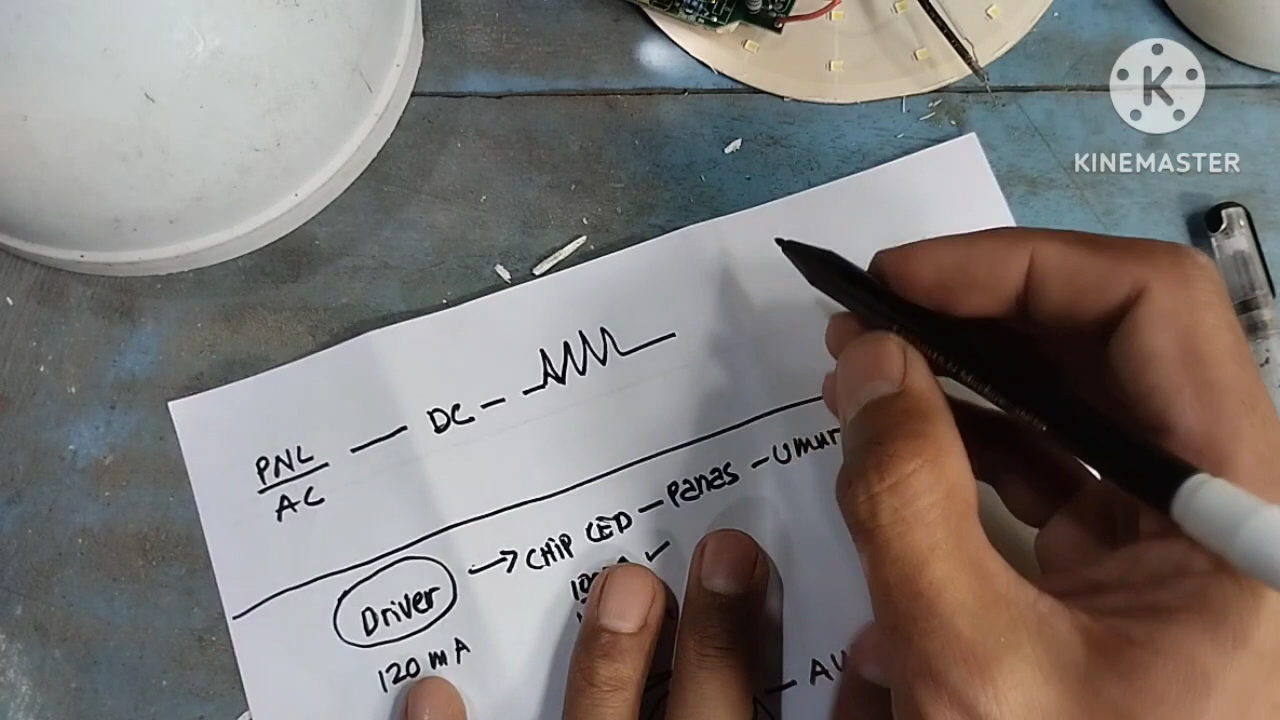 K
KINEMASTER
PNL — DC -
AC
Driver → CHiP LED — Panas - Umur
120 mA